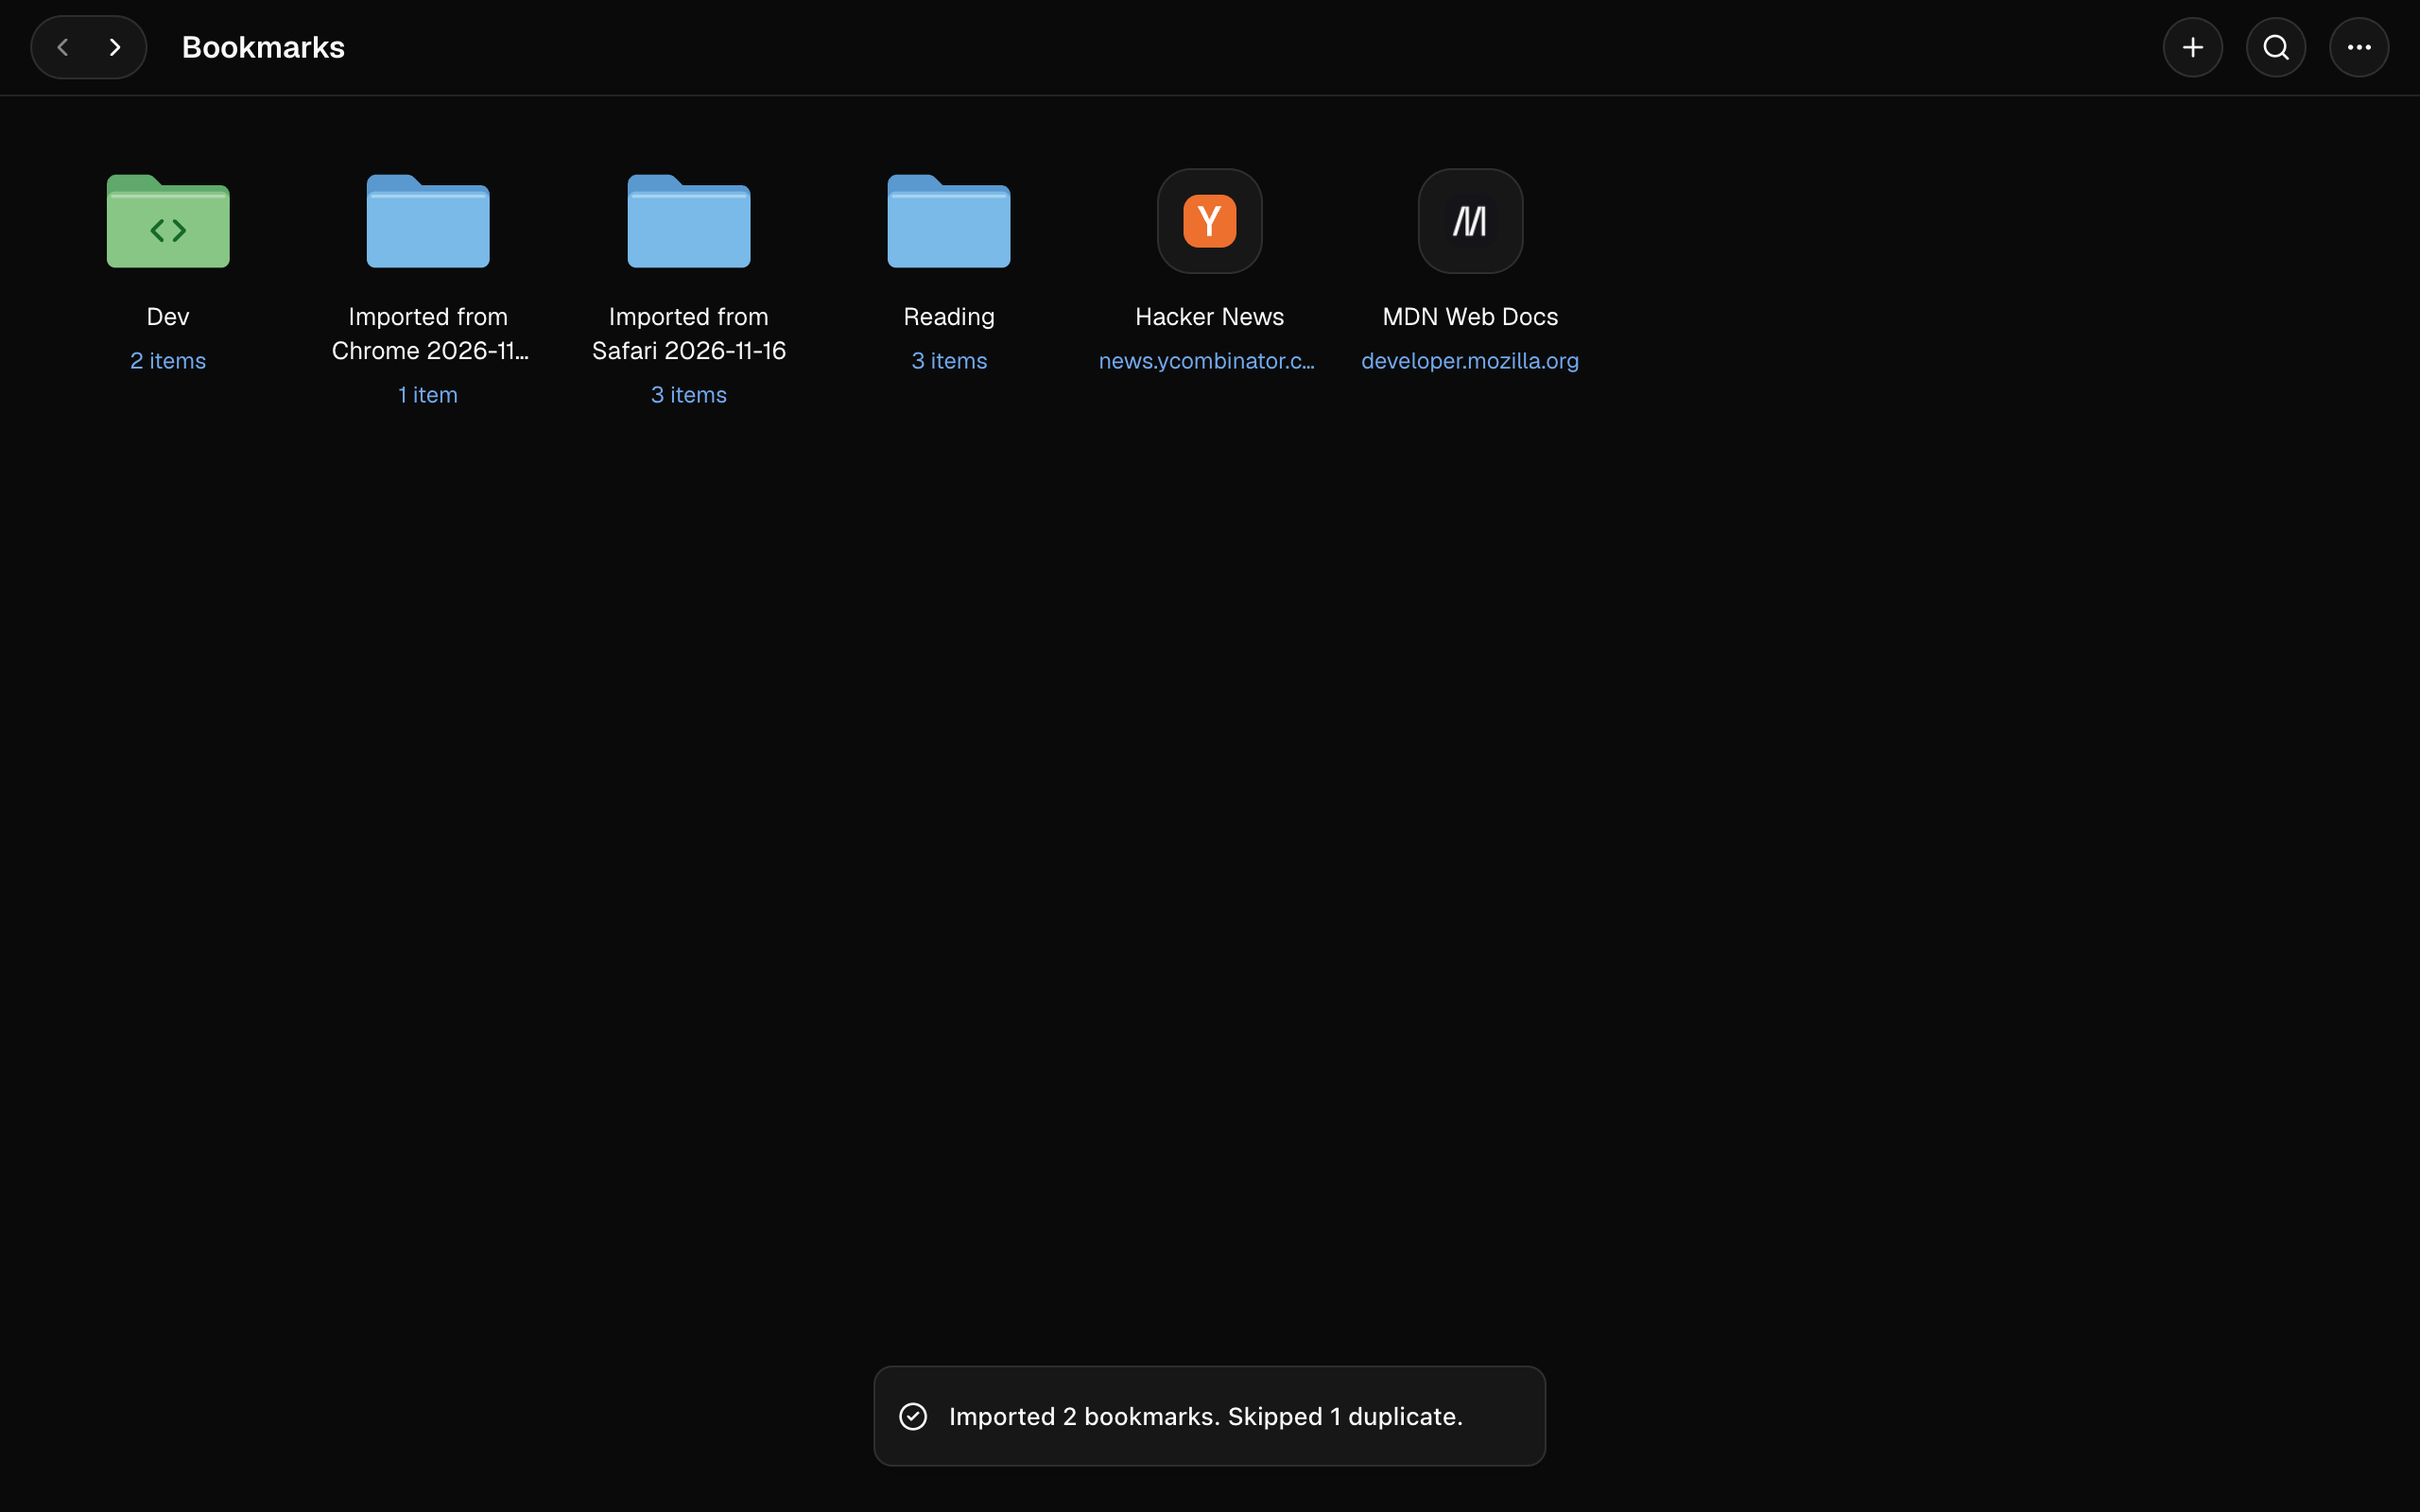 Bookmarks
Dev
2 items
Imported from
Chrome 2026-11...
1 item
Imported from
Safari 2026-11-16
3 items
Reading
3 items
Y
Hacker News
news.ycombinator.c...
M
MDN Web Docs
developer.mozilla.org
Imported 2 bookmarks. Skipped 1 duplicate.